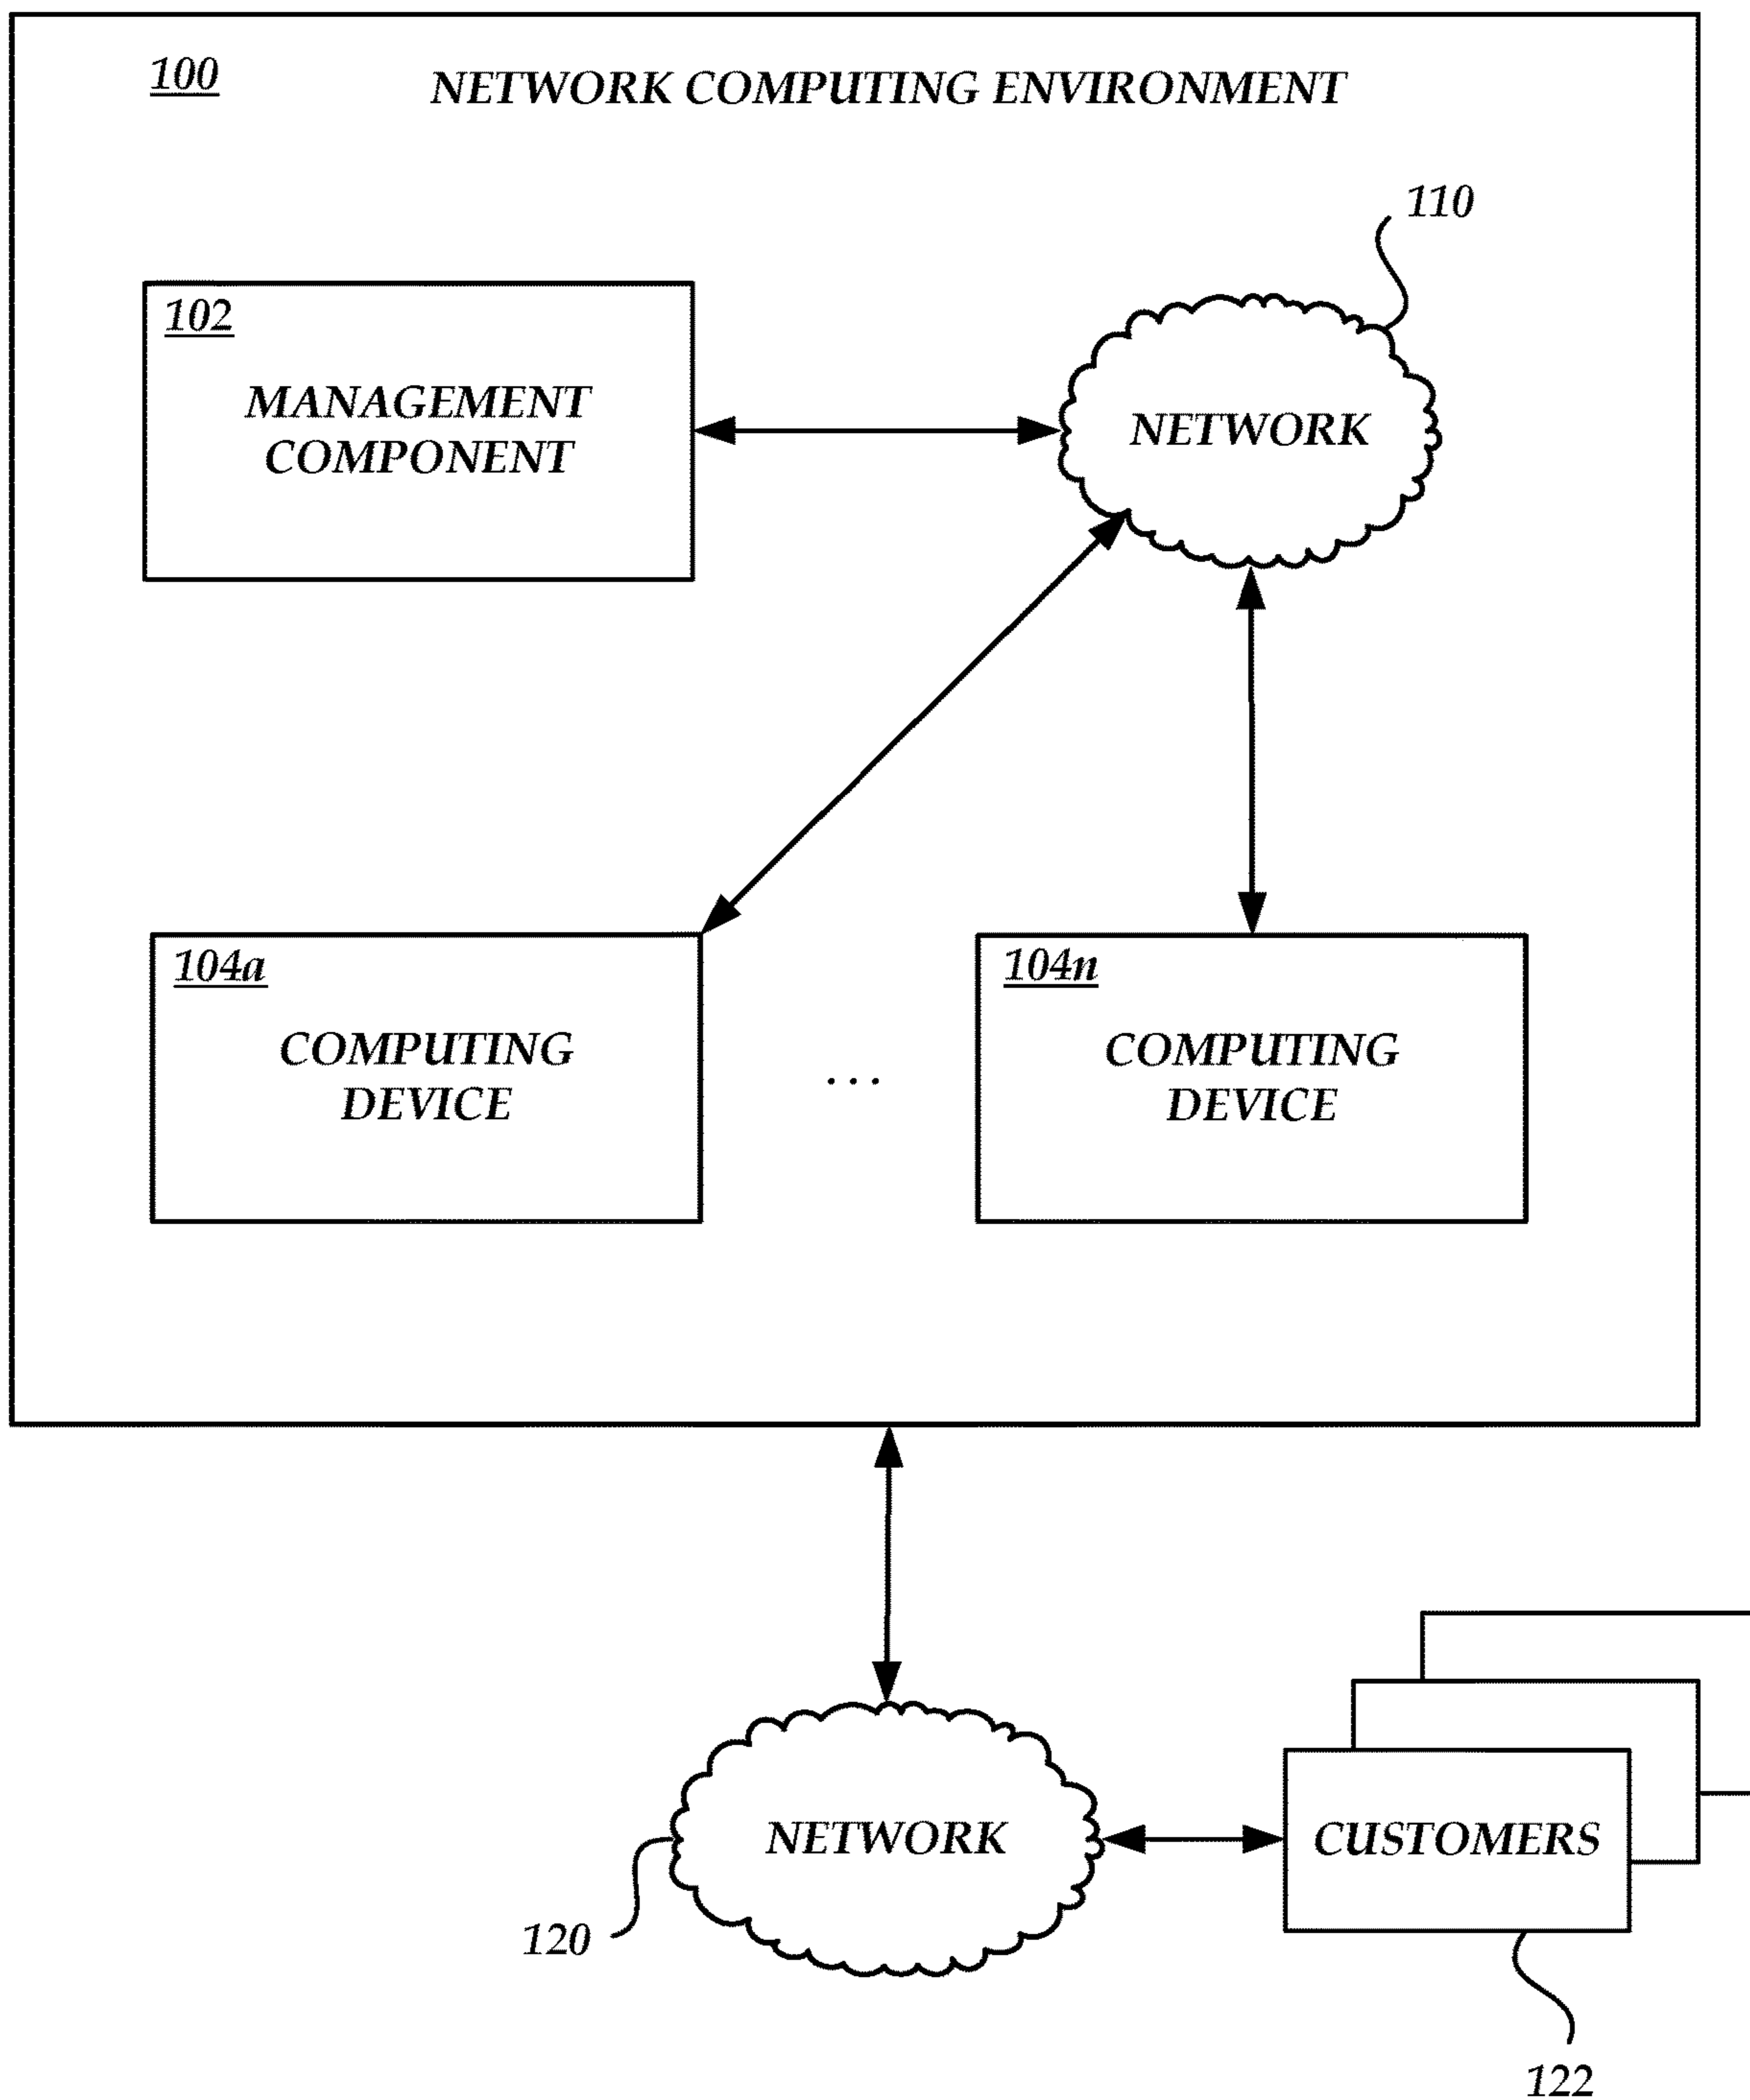 100
NETWORK COMPUTING ENVIRONMENT
110
102
MANAGEMENT
COMPONENT
NETWORK
104a
COMPUTING
DEVICE
...
104n
COMPUTING
DEVICE
NETWORK
120
CUSTOMERS
122